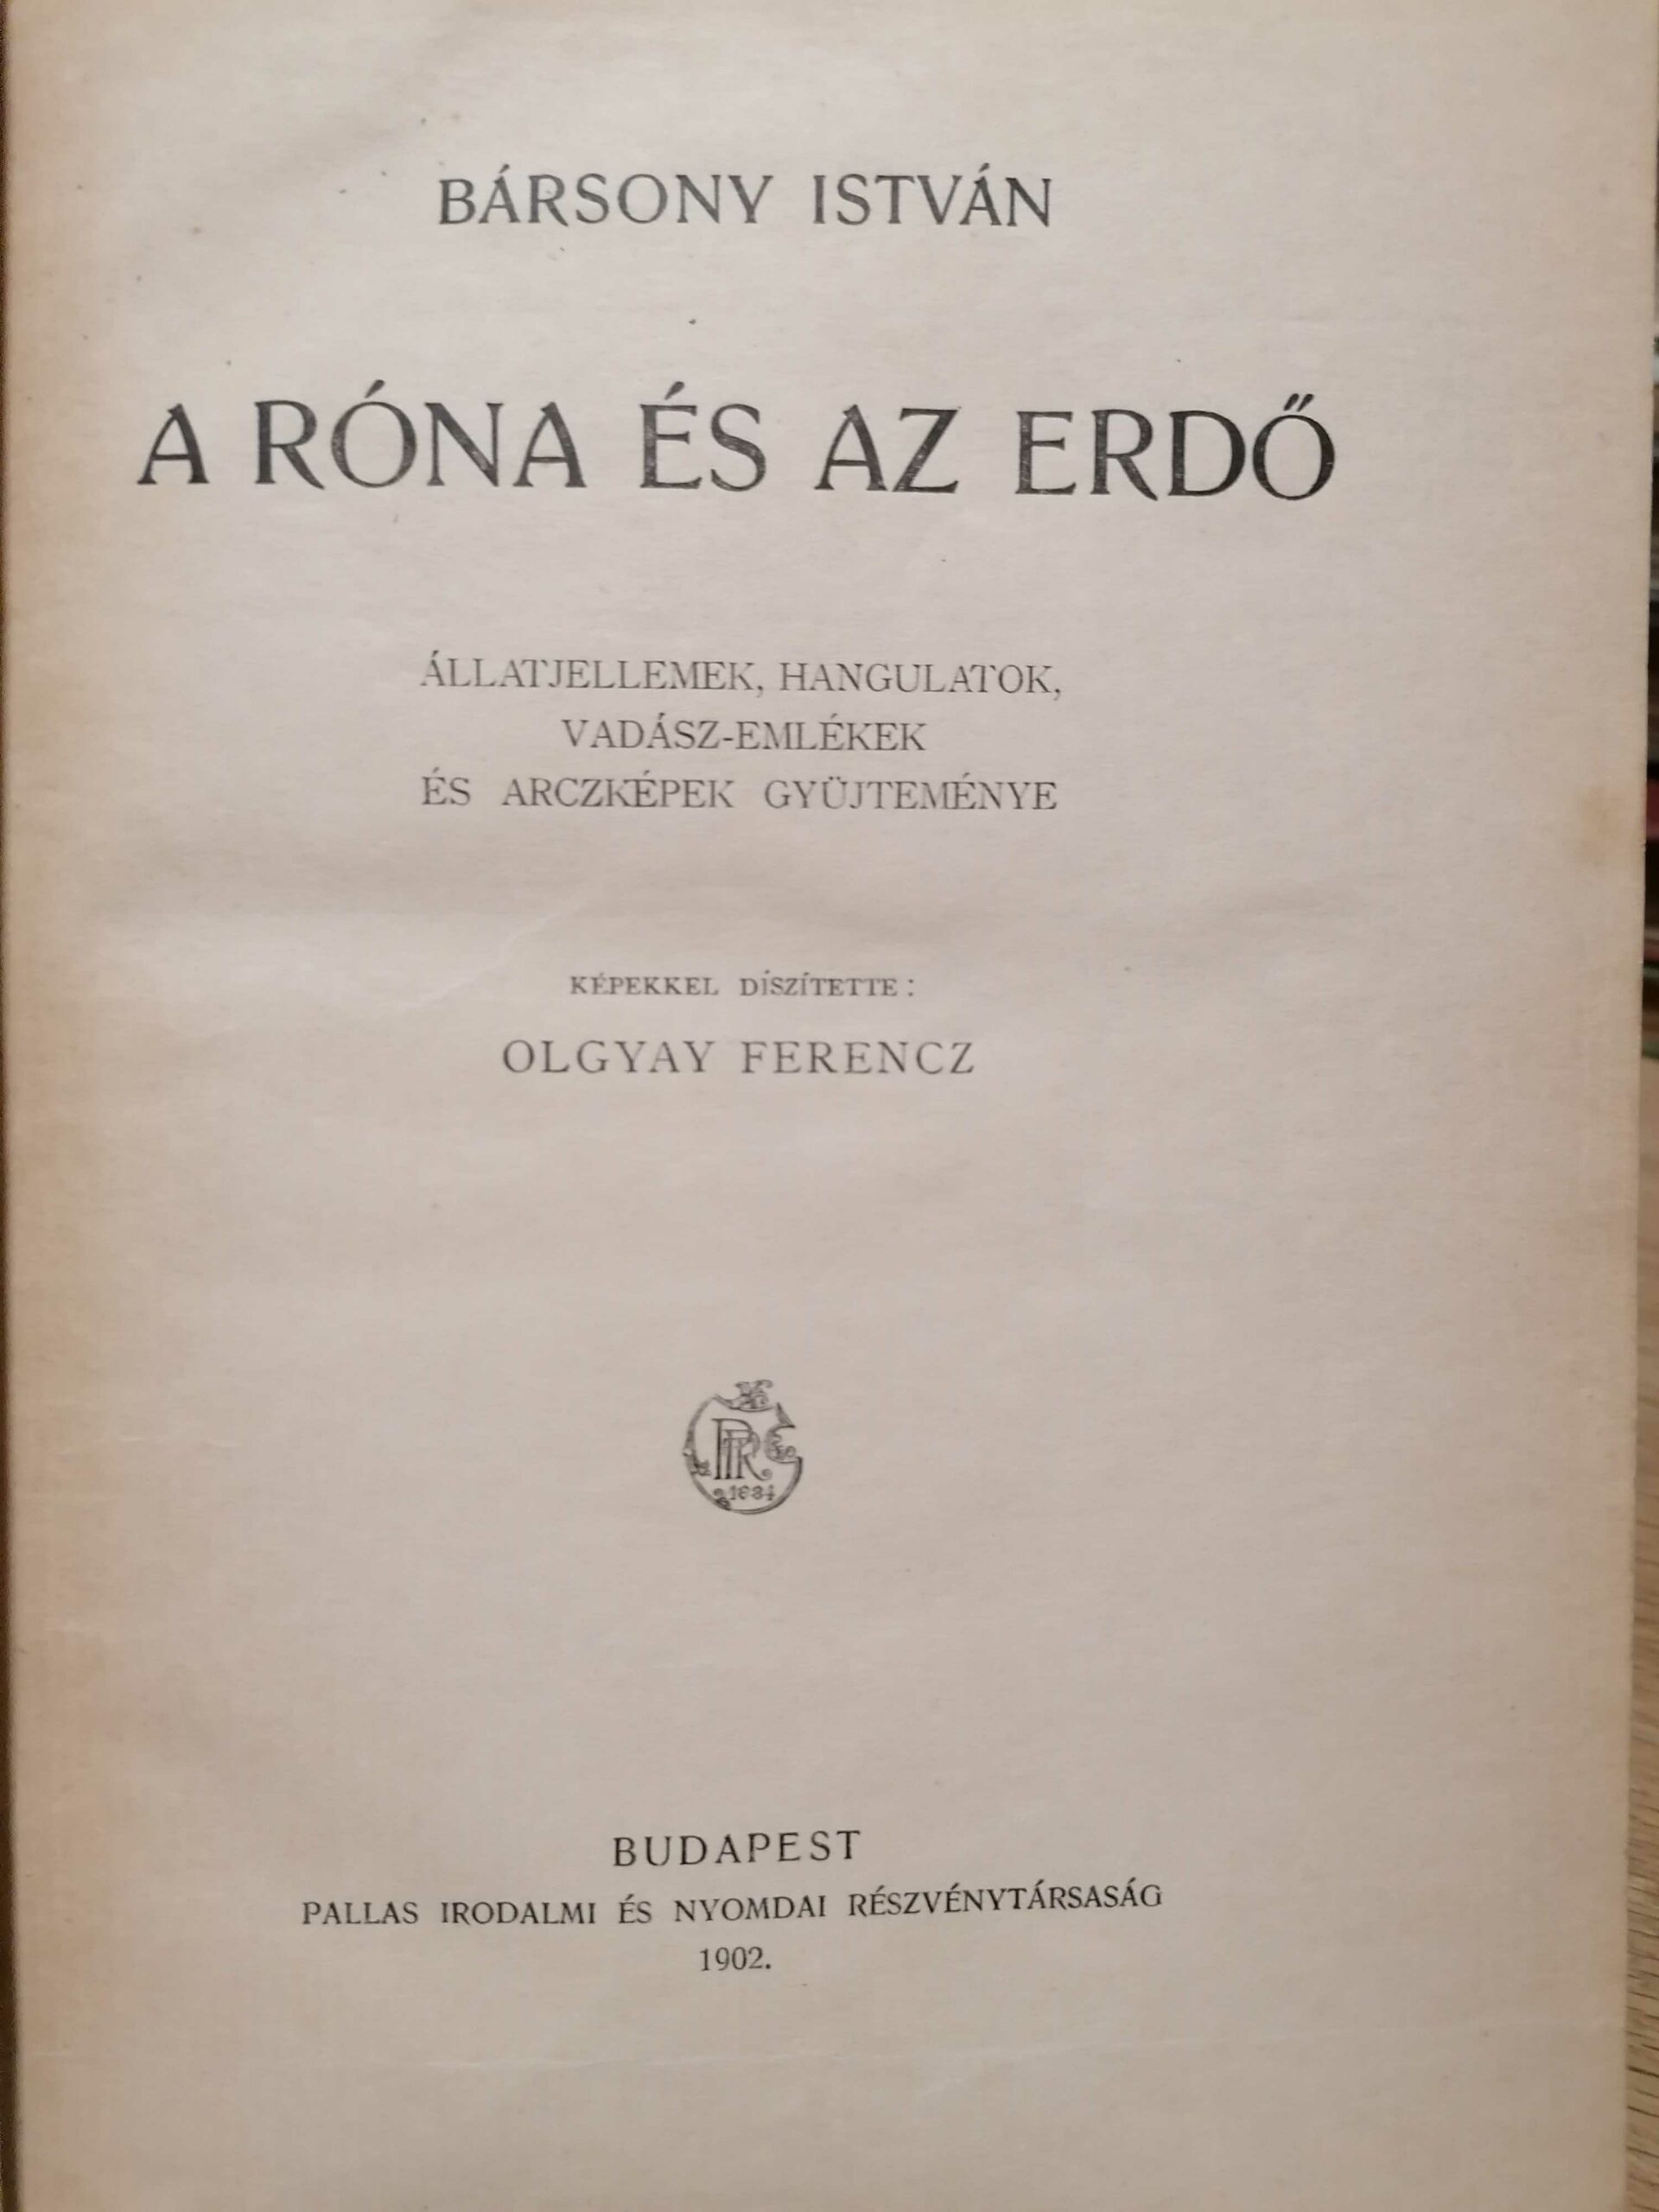 BÁRSONY ISTVÁN
A RÓNA ÉS AZ ERDŐ
ÁLLATJELLEMEK, HANGULATOK,
VADÁSZ-EMLÉKEK
ÉS ARCZKÉPEK GYÜJTEMÉNYE
KÉPEKKEL DÍSZÍTETTE:
OLGYAY FERENCZ
1884
BUDAPEST
PALLAS IRODALMI ÉS NYOMDAI RÉSZVÉNYTÁRSASÁG
1902.